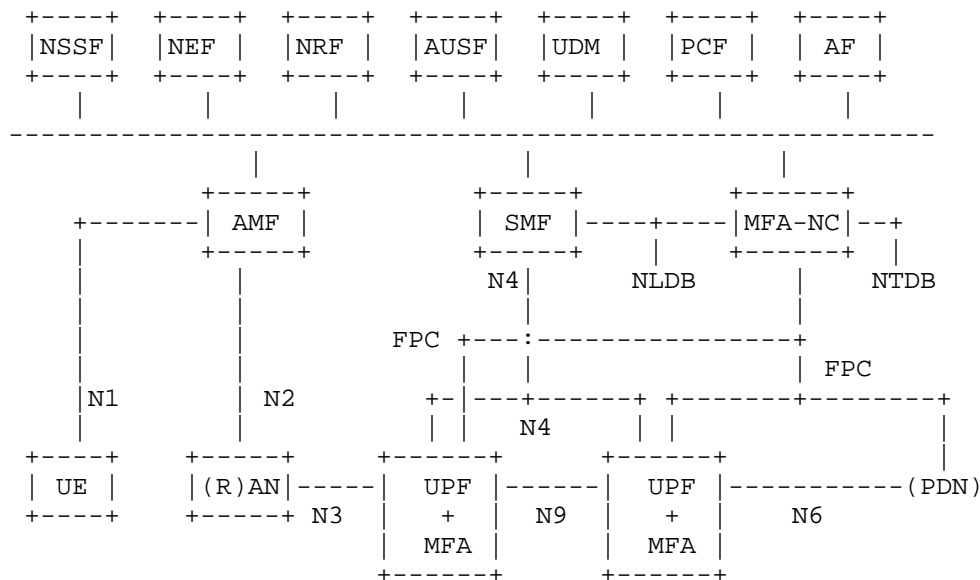 NSSF NEF NRF AUSF UDM PCF AF
AMF SMF MFA-NC
N4 NLDB NTDB
FPC
FPC
N1 N2
N4
UE (R)AN UPF UPF (PDN)
N3 + N9 + N6
MFA MFA